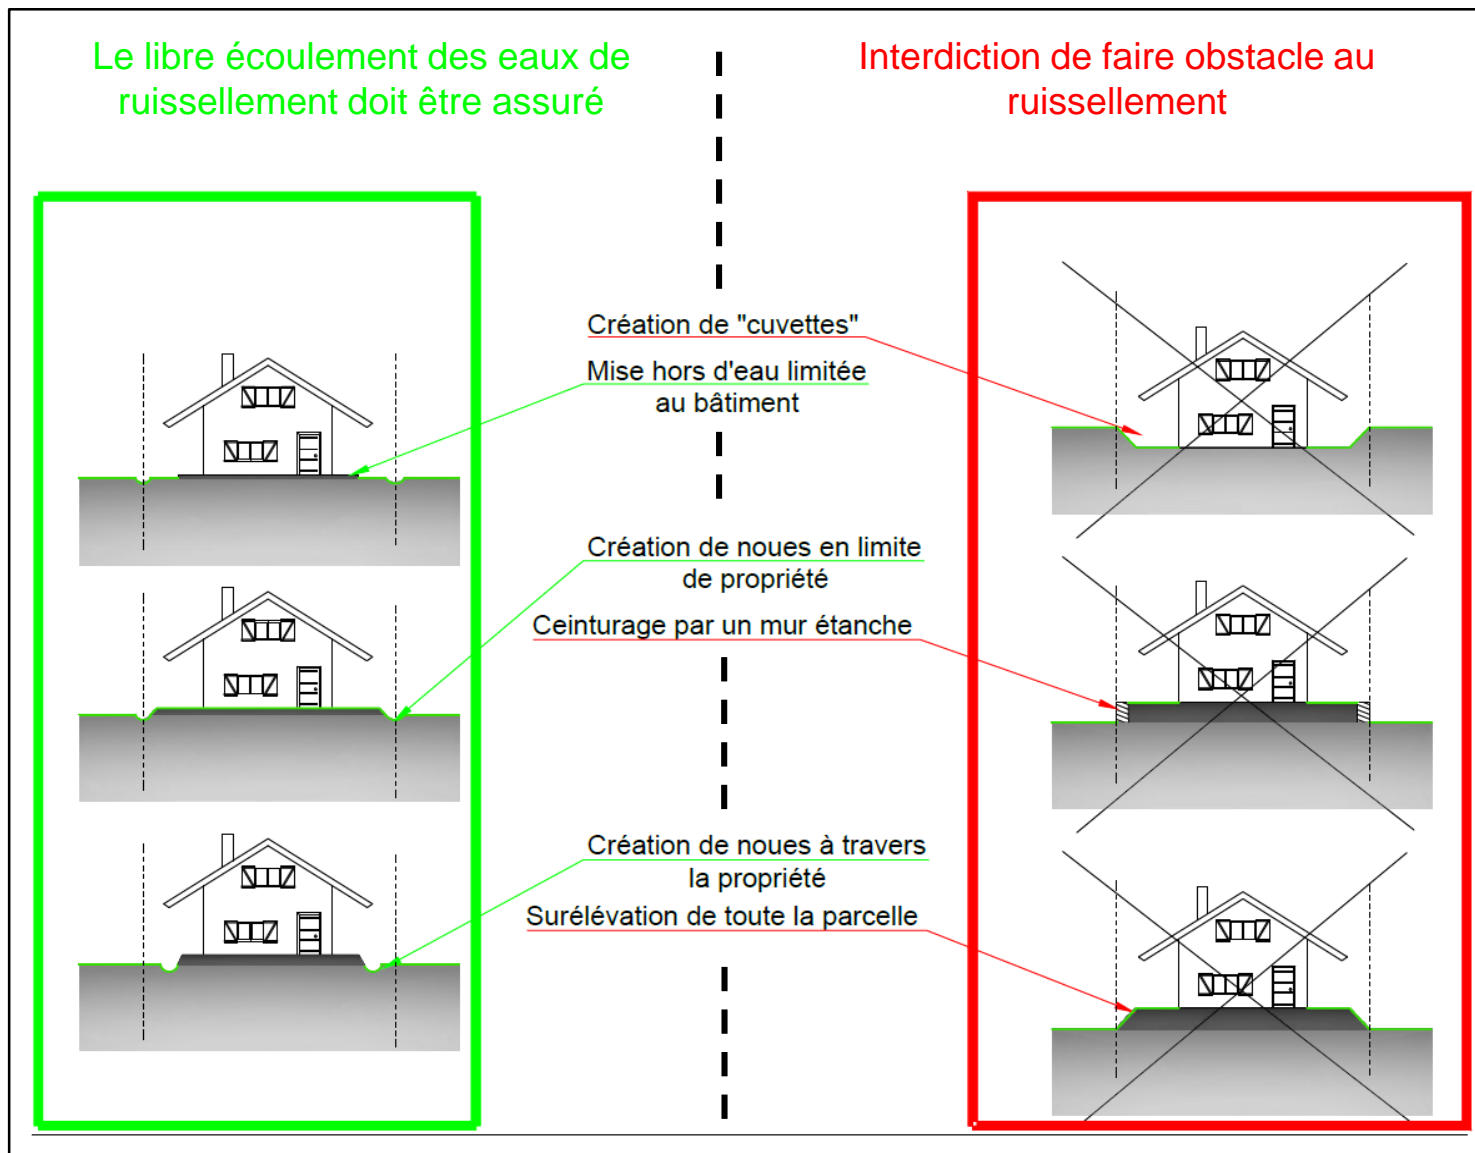 Le libre écoulement des eaux de
ruissellement doit être assuré
Interdiction de faire obstacle au
ruissellement
Création de "cuvettes"
Mise hors d'eau limitée
au bâtiment
Création de noues en limite
de propriété
Ceinturage par un mur étanche
Création de noues à travers
la propriété
Surélévation de toute la parcelle